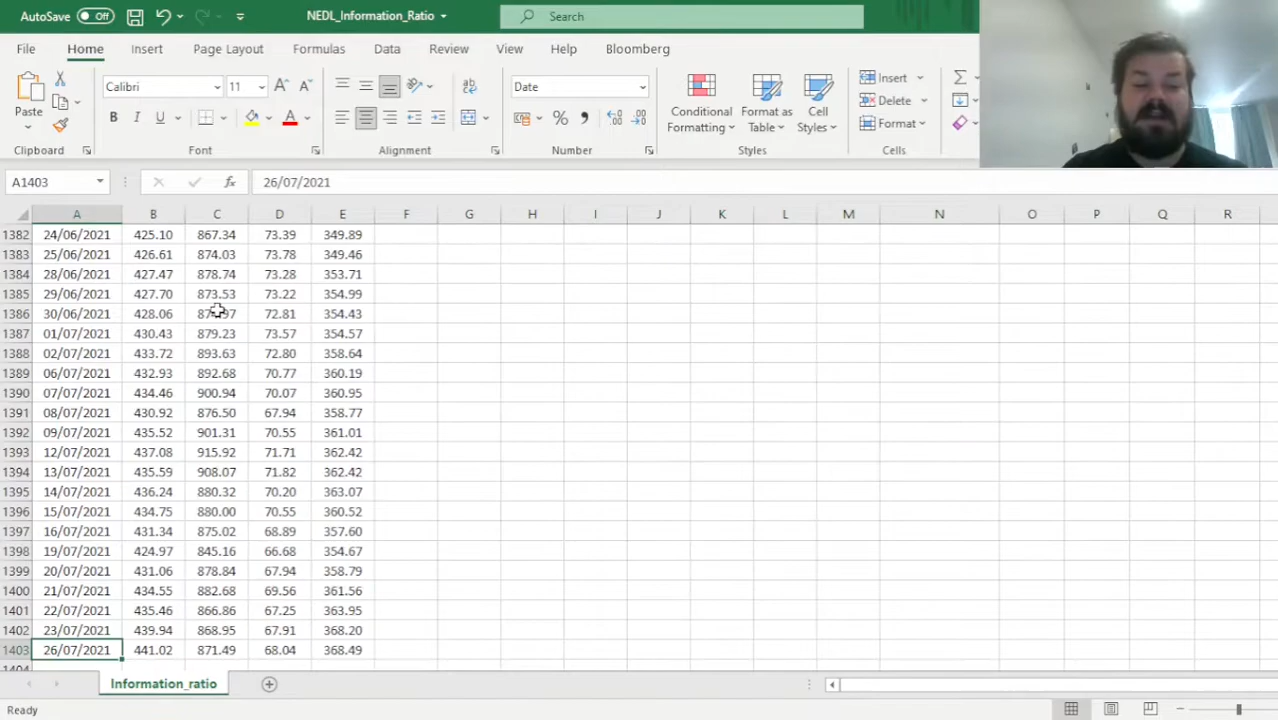 AutoSave Off NEDL_Information_Ratio Search
File Home Insert Page Layout Formulas Data Review View Help Bloomberg
Paste Calibri 11 Date Conditional Formatting Format as Table Cell Styles Insert Delete Format
Clipboard Font Alignment Number Styles Cells
A1403 fx 26/07/2021
A B C D E F G H I J K L M N O P Q R
1382 24/06/2021 425.10 867.34 73.39 349.89
1383 25/06/2021 426.61 874.03 73.78 349.46
1384 28/06/2021 427.47 878.74 73.28 353.71
1385 29/06/2021 427.70 873.53 73.22 354.99
1386 30/06/2021 428.06 72.81 354.43
1387 01/07/2021 430.43 879.23 73.57 354.57
1388 02/07/2021 433.72 893.63 72.80 358.64
1389 06/07/2021 432.93 892.68 70.77 360.19
1390 07/07/2021 434.46 900.94 70.07 360.95
1391 08/07/2021 430.92 876.50 67.94 358.77
1392 09/07/2021 435.52 901.31 70.55 361.01
1393 12/07/2021 437.08 915.92 71.71 362.42
1394 13/07/2021 435.59 908.07 71.82 362.42
1395 14/07/2021 436.24 880.32 70.20 363.07
1396 15/07/2021 434.75 880.00 70.55 360.52
1397 16/07/2021 431.34 875.02 68.89 357.60
1398 19/07/2021 424.97 845.16 66.68 354.67
1399 20/07/2021 431.06 878.84 67.94 358.79
1400 21/07/2021 434.55 882.68 69.56 361.56
1401 22/07/2021 435.46 866.86 67.25 363.95
1402 23/07/2021 439.94 868.95 67.91 368.20
1403 26/07/2021 441.02 871.49 68.04 368.49
Information_ratio
Ready